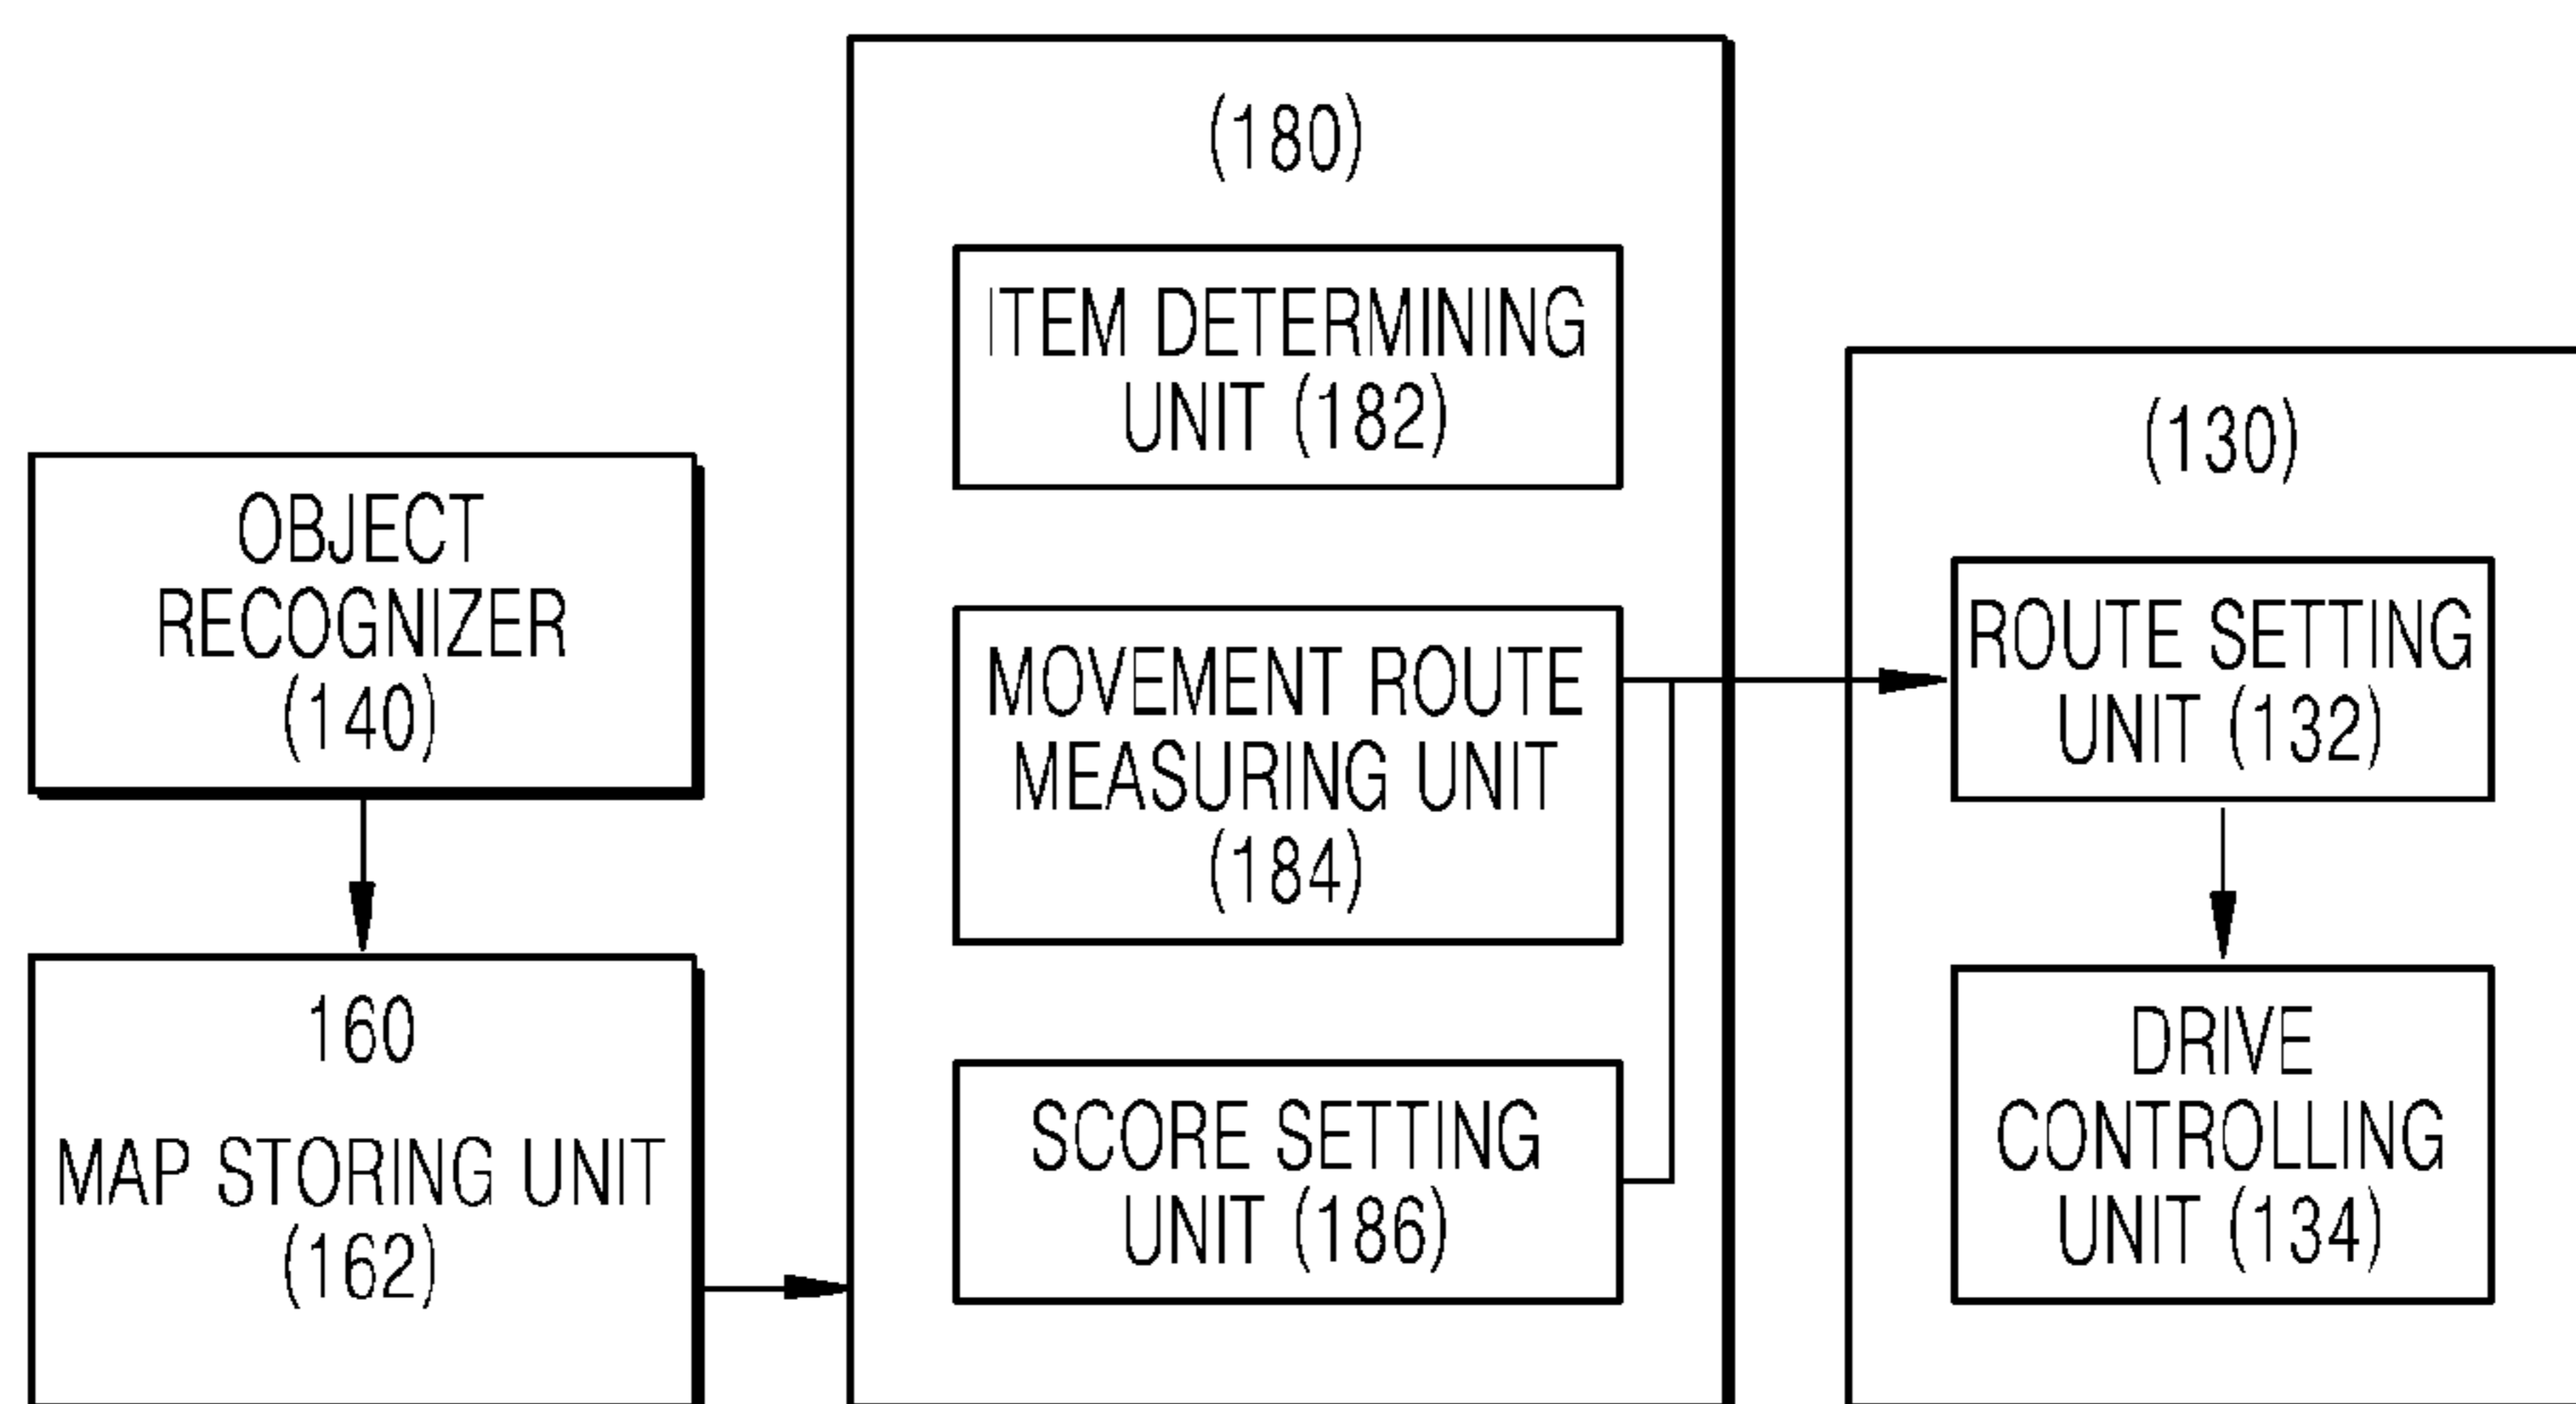 OBJECT
RECOGNIZER
(140)
160
MAP STORING UNIT
(162)
(180)
ITEM DETERMINING
UNIT (182)
MOVEMENT ROUTE
MEASURING UNIT
(184)
SCORE SETTING
UNIT (186)
(130)
ROUTE SETTING
UNIT (132)
DRIVE
CONTROLLING
UNIT (134)